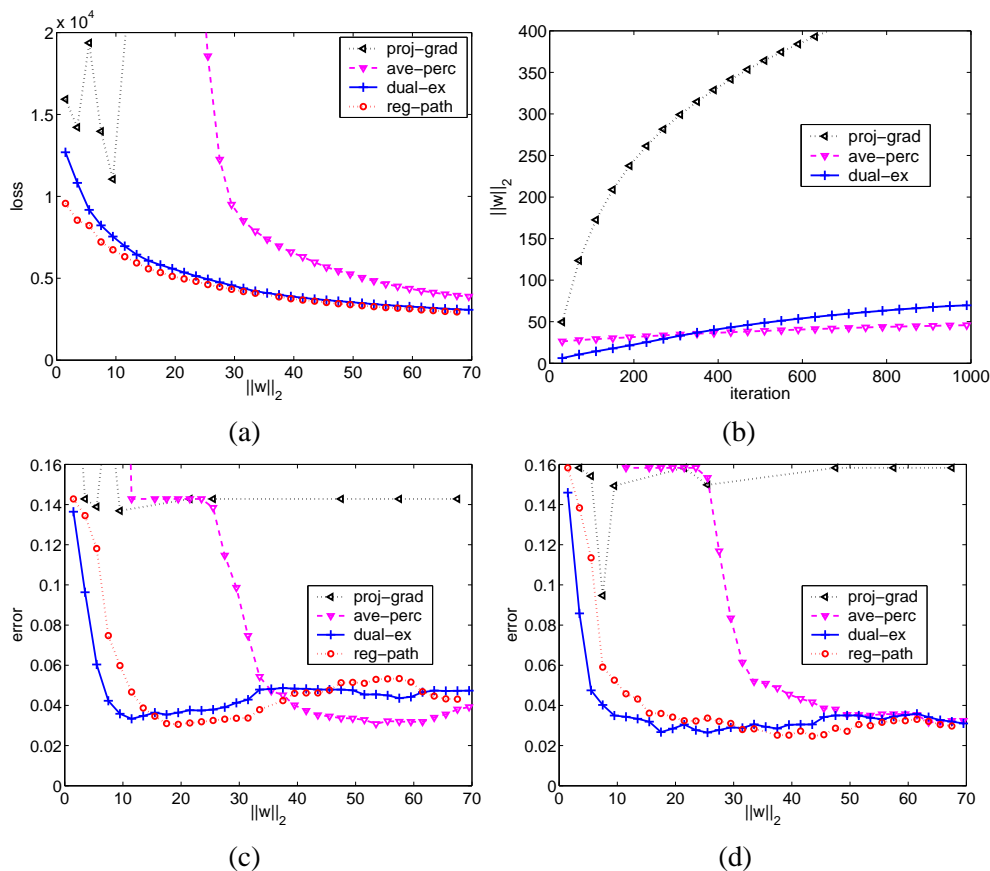 2 x 10^4
1.5
1
0.5
0
loss
0 10 20 30 40 50 60 70
||w||_2
proj-grad
ave-perc
dual-ex
reg-path
(a)
400
350
300
250
200
150
100
50
0
||w||_2
200 400 600 800 1000
iteration
proj-grad
ave-perc
dual-ex
(b)
0.16
0.14
0.12
0.1
0.08
0.06
0.04
0.02
0
error
0 10 20 30 40 50 60 70
||w||_2
proj-grad
ave-perc
dual-ex
reg-path
(c)
0.16
0.14
0.12
0.1
0.08
0.06
0.04
0.02
0
error
0 10 20 30 40 50 60 70
||w||_2
proj-grad
ave-perc
dual-ex
reg-path
(d)